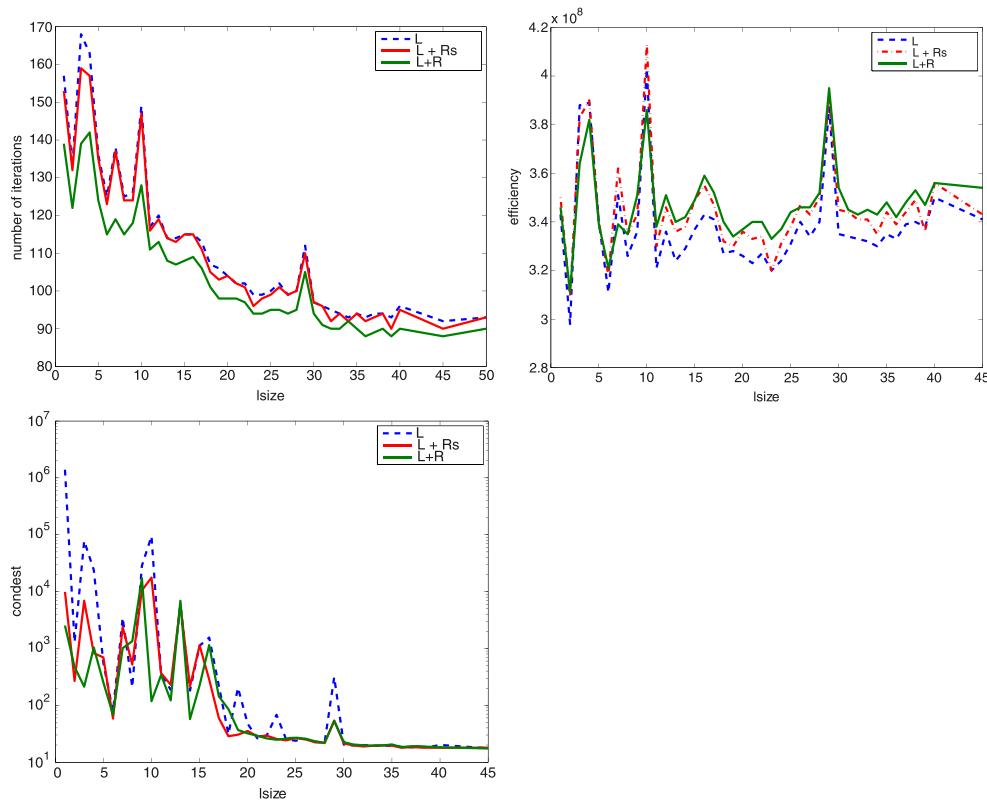 170
160
150
140
130
120
110
100
90
80
number of iterations
0 5 10 15 20 25 30 35 40 45 50
lsize
L
L + Rs
L+R
x 10^8
4.2
4
3.8
3.6
3.4
3.2
3
2.8
efficiency
0 5 10 15 20 25 30 35 40 45
lsize
L
L + Rs
L+R
10^7
10^6
10^5
10^4
10^3
10^2
10^1
condest
0 5 10 15 20 25 30 35 40 45
lsize
L
L + Rs
L+R